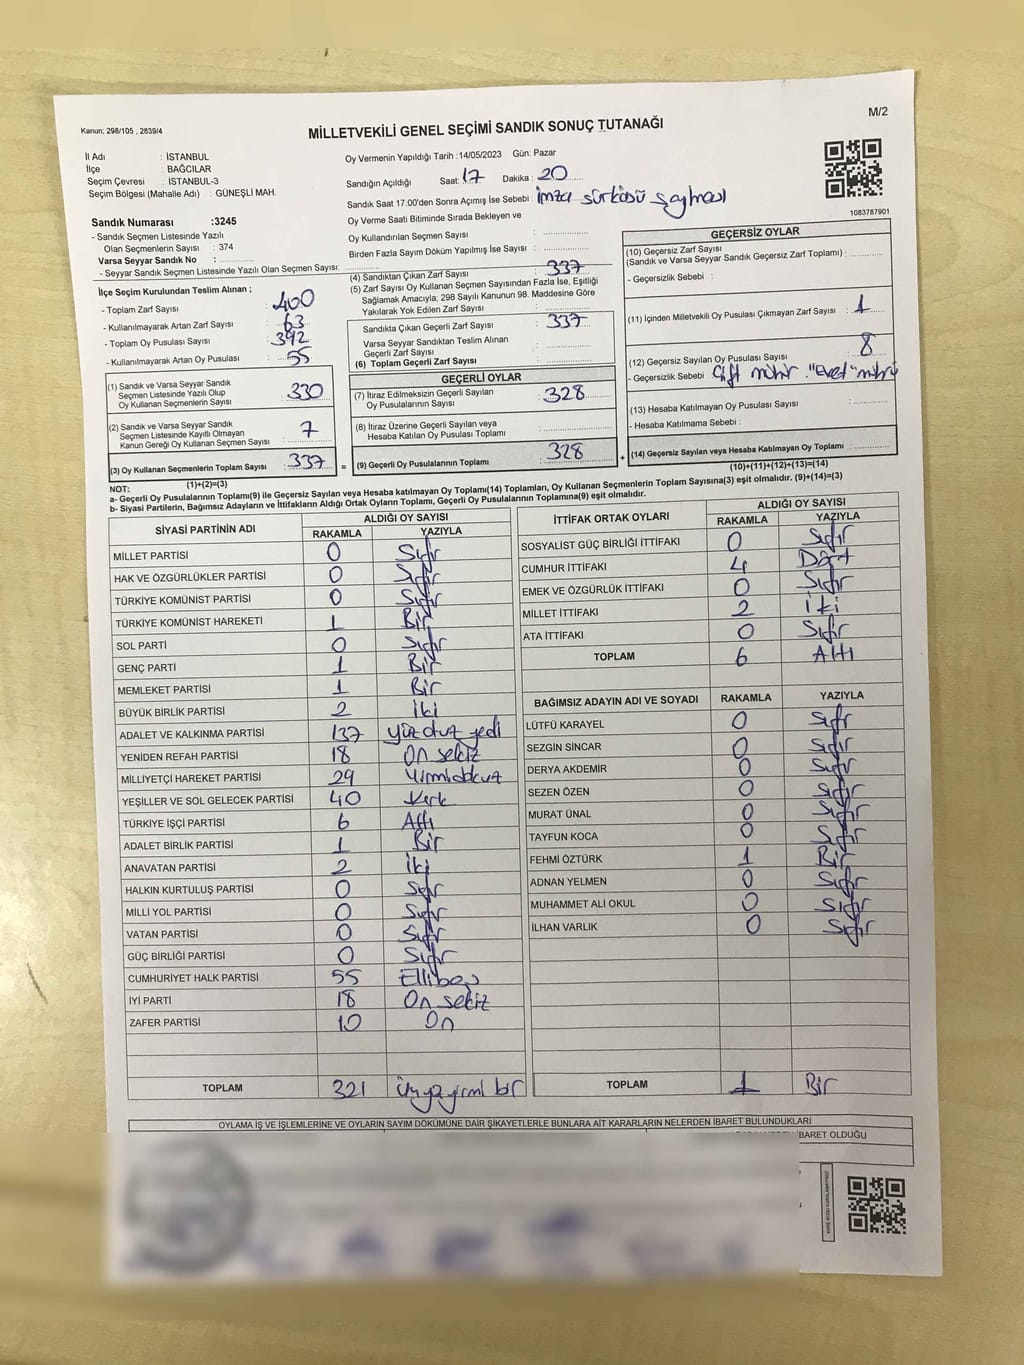 Kanun; 298/105 , 2839/4
M/2
MİLLETVEKİLİ GENEL SEÇİMİ SANDIK SONUÇ TUTANAĞI
İl Adı : İSTANBUL
İlçe : BAĞCILAR
Seçim Çevresi : İSTANBUL-3
Seçim Bölgesi (Mahalle Adı) : GÜNEŞLİ MAH.
Sandık Numarası :3245
- Sandık Seçmen Listesinde Yazılı
Olan Seçmenlerin Sayısı : 374
Varsa Seyyar Sandık No :
- Seyyar Sandık Seçmen Listesinde Yazılı Olan Seçmen Sayısı:
Oy Vermenin Yapıldığı Tarih :14/05/2023 Gün: Pazar
Sandığın Açıldığı Saat: 17 Dakika : 20
Sandık Saat 17:00'den Sonra Açımış İse Sebebi : İmza sürküsü sayması
Oy Verme Saati Bitiminde Sırada Bekleyen ve
Oy Kullandırılan Seçmen Sayısı :
Birden Fazla Sayım Döküm Yapılmış İse Sayısı :
1083787901
İlçe Seçim Kurulundan Teslim Alınan ;
- Toplam Zarf Sayısı : 400
- Kullanılmayarak Artan Zarf Sayısı : 63
- Toplam Oy Pusulası Sayısı : 392
- Kullanılmayarak Artan Oy Pusulası : 55
(1) Sandık ve Varsa Seyyar Sandık
Seçmen Listesinde Yazılı Olup
Oy Kullanan Seçmenlerin Sayısı : 330
(2) Sandık ve Varsa Seyyar Sandık
Seçmen Listesinde Kayıtlı Olmayan
Kanun Gereği Oy Kullanan Seçmen Sayısı : 7
(3) Oy Kullanan Seçmenlerin Toplam Sayısı : 337
(1)+(2)=(3)
(4) Sandıktan Çıkan Zarf Sayısı : 337
(5) Zarf Sayısı Oy Kullanan Seçmen Sayısından Fazla İse, Eşitliği
Sağlamak Amacıyla; 298 Sayılı Kanunun 98. Maddesine Göre
Yakılarak Yok Edilen Zarf Sayısı :
Sandıkta Çıkan Geçerli Zarf Sayısı : 337
Varsa Seyyar Sandıktan Teslim Alınan
Geçerli Zarf Sayısı :
(6) Toplam Geçerli Zarf Sayısı :
GEÇERLİ OYLAR
(7) İtiraz Edilmeksizin Geçerli Sayılan
Oy Pusulalarının Sayısı : 328
(8) İtiraz Üzerine Geçerli Sayılan veya
Hesaba Katılan Oy Pusulası Toplamı :
= (9) Geçerli Oy Pusulalarının Toplamı : 328
GEÇERSİZ OYLAR
(10) Geçersiz Zarf Sayısı
(Sandık ve Varsa Seyyar Sandık Geçersiz Zarf Toplamı) :
- Geçersizlik Sebebi :
(11) İçinden Milletvekili Oy Pusulası Çıkmayan Zarf Sayısı : 1
(12) Geçersiz Sayılan Oy Pusulası Sayısı : 8
- Geçersizlik Sebebi : Çift mühür. "Evet" mührü
(13) Hesaba Katılmayan Oy Pusulası Sayısı :
- Hesaba Katılmama Sebebi :
+ (14) Geçersiz Sayılan veya Hesaba Katılmayan Oy Toplamı :
(10)+(11)+(12)+(13)=(14)
NOT:
a- Geçerli Oy Pusulalarının Toplamı(9) ile Geçersiz Sayılan veya Hesaba katılmayan Oy Toplamı(14) Toplamları, Oy Kullanan Seçmenlerin Toplam Sayısına(3) eşit olmalıdır. (9)+(14)=(3)
b- Siyasi Partilerin, Bağımsız Adayların ve İttifakların Aldığı Ortak Oyların Toplamı, Geçerli Oy Pusulalarının Toplamına(9) eşit olmalıdır.
SİYASİ PARTİNİN ADI ALDIĞI OY SAYISI
RAKAMLA YAZIYLA
MİLLET PARTİSİ 0 Sıfır
HAK VE ÖZGÜRLÜKLER PARTİSİ 0 Sıfır
TÜRKİYE KOMÜNİST PARTİSİ 0 Sıfır
TÜRKİYE KOMÜNİST HAREKETİ 1 Bir
SOL PARTİ 0 Sıfır
GENÇ PARTİ 1 Bir
MEMLEKET PARTİSİ 1 Bir
BÜYÜK BİRLİK PARTİSİ 2 İki
ADALET VE KALKINMA PARTİSİ 137 yüz otuz yedi
YENİDEN REFAH PARTİSİ 18 On sekiz
MİLLİYETÇİ HAREKET PARTİSİ 29 Yirmidokuz
YEŞİLLER VE SOL GELECEK PARTİSİ 40 Kırk
TÜRKİYE İŞÇİ PARTİSİ 6 Altı
ADALET BİRLİK PARTİSİ 1 Bir
ANAVATAN PARTİSİ 2 İki
HALKIN KURTULUŞ PARTİSİ 0 Sıfır
MİLLİ YOL PARTİSİ 0 Sıfır
VATAN PARTİSİ 0 Sıfır
GÜÇ BİRLİĞİ PARTİSİ 0 Sıfır
CUMHURİYET HALK PARTİSİ 55 Ellibeş
İYİ PARTİ 18 On sekiz
ZAFER PARTİSİ 10 On
TOPLAM 321 üçyüzyirmi bir
İTTİFAK ORTAK OYLARI ALDIĞI OY SAYISI
RAKAMLA YAZIYLA
SOSYALİST GÜÇ BİRLİĞİ İTTİFAKI 0 Sıfır
CUMHUR İTTİFAKI 4 Dört
EMEK VE ÖZGÜRLÜK İTTİFAKI 0 Sıfır
MİLLET İTTİFAKI 2 İki
ATA İTTİFAKI 0 Sıfır
TOPLAM 6 Altı
BAĞIMSIZ ADAYIN ADI VE SOYADI RAKAMLA YAZIYLA
LÜTFÜ KARAYEL 0 Sıfır
SEZGİN SİNCAR 0 Sıfır
DERYA AKDEMİR 0 Sıfır
SEZEN ÖZEN 0 Sıfır
MURAT ÜNAL 0 Sıfır
TAYFUN KOCA 0 Sıfır
FEHMİ ÖZTÜRK 1 Bir
ADNAN YELMEN 0 Sıfır
MUHAMMET ALİ OKUL 0 Sıfır
İLHAN VARLIK 0 Sıfır
TOPLAM 1 Bir
OYLAMA İŞ VE İŞLEMLERİNE VE OYLARIN SAYIM DÖKÜMÜNE DAİR ŞİKAYETLERLE BUNLARA AİT KARARLARIN NELERDEN İBARET BULUNDUKLARI
BARET OLDUĞU